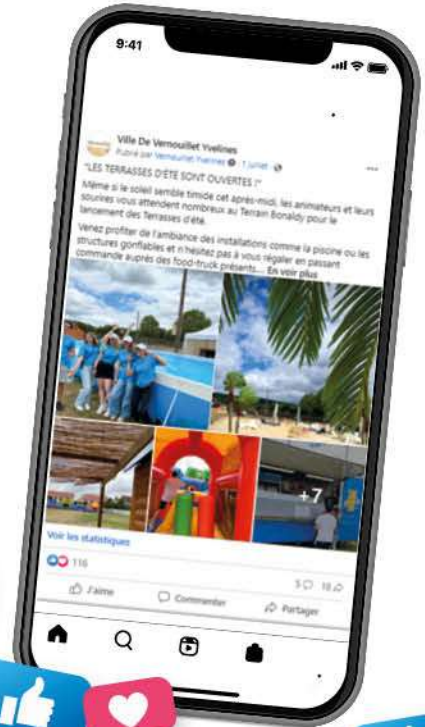 9:41
Ville De Vernouillet Yvelines
Publié par Vernouillet Yvelines · 1 juillet ·
"LES TERRASSES D'ÉTÉ SONT OUVERTES !"
Même si le soleil semble timide cet après-midi, les animateurs et leurs
sourires vous attendent nombreux au Terrain Bonaldy pour le
lancement des Terrasses d'été.
Venez profiter de l'ambiance des installations comme la piscine ou les
structures gonflables et n'hésitez pas à vous régaler en passant
commande auprès des food-truck présents... En voir plus
+7
Voir les statistiques
116
5 18
J'aime Commenter Partager